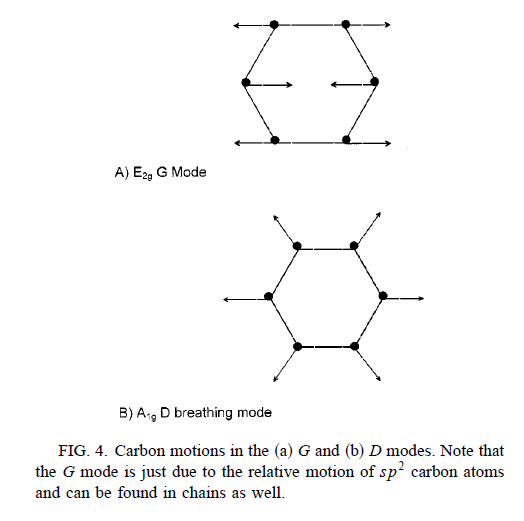 A) E₂g G Mode
B) A₁g D breathing mode
FIG. 4. Carbon motions in the (a) G and (b) D modes. Note that
the G mode is just due to the relative motion of sp² carbon atoms
and can be found in chains as well.